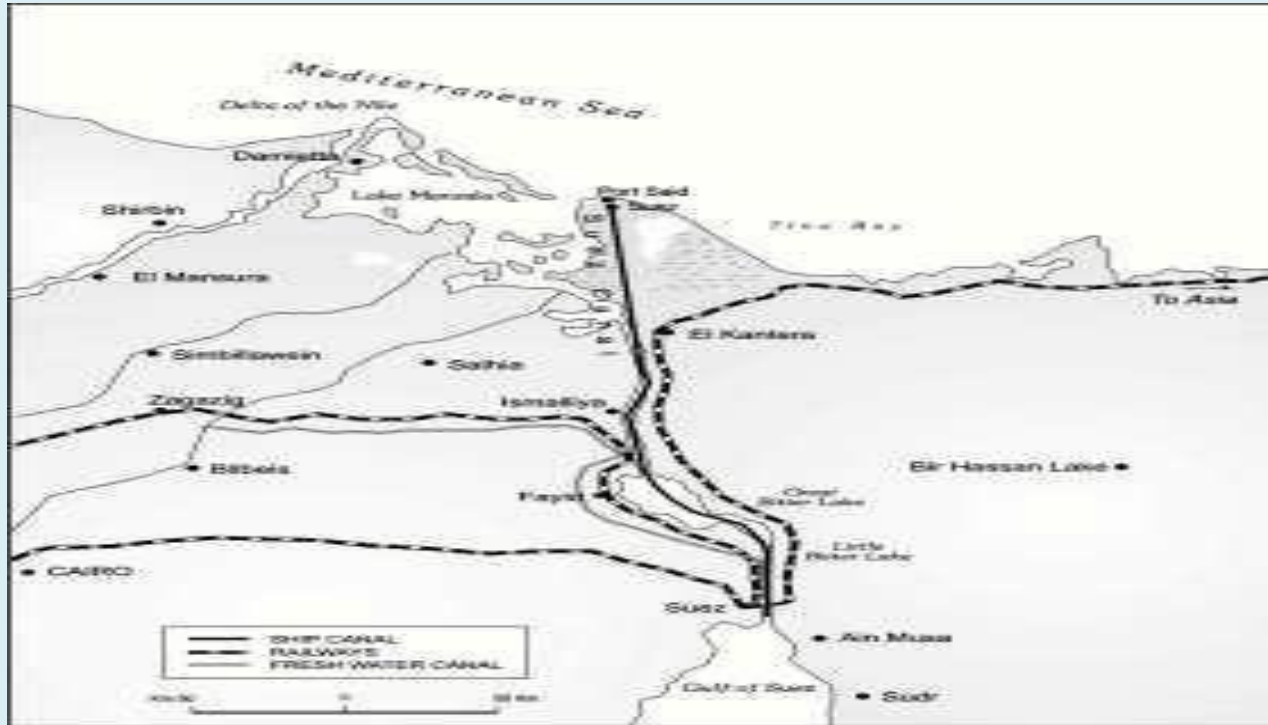 Mediterranean Sea
Delta of the Nile
Damietta
Lake Menzala
Port Said
Shirbin
Tina Bay
El Mansura
To Asia
El Kantara
Simbillawein
Salhia
Zagazig
Ismailiya
Bilbeis
Bir Hassan Lake
Fayid
Great
Bitter Lake
Little
Bitter Lake
CAIRO
Suez
SHIP CANAL
RAILWAYS
FRESH WATER CANAL
Ain Musa
Gulf of Suez
Sudr